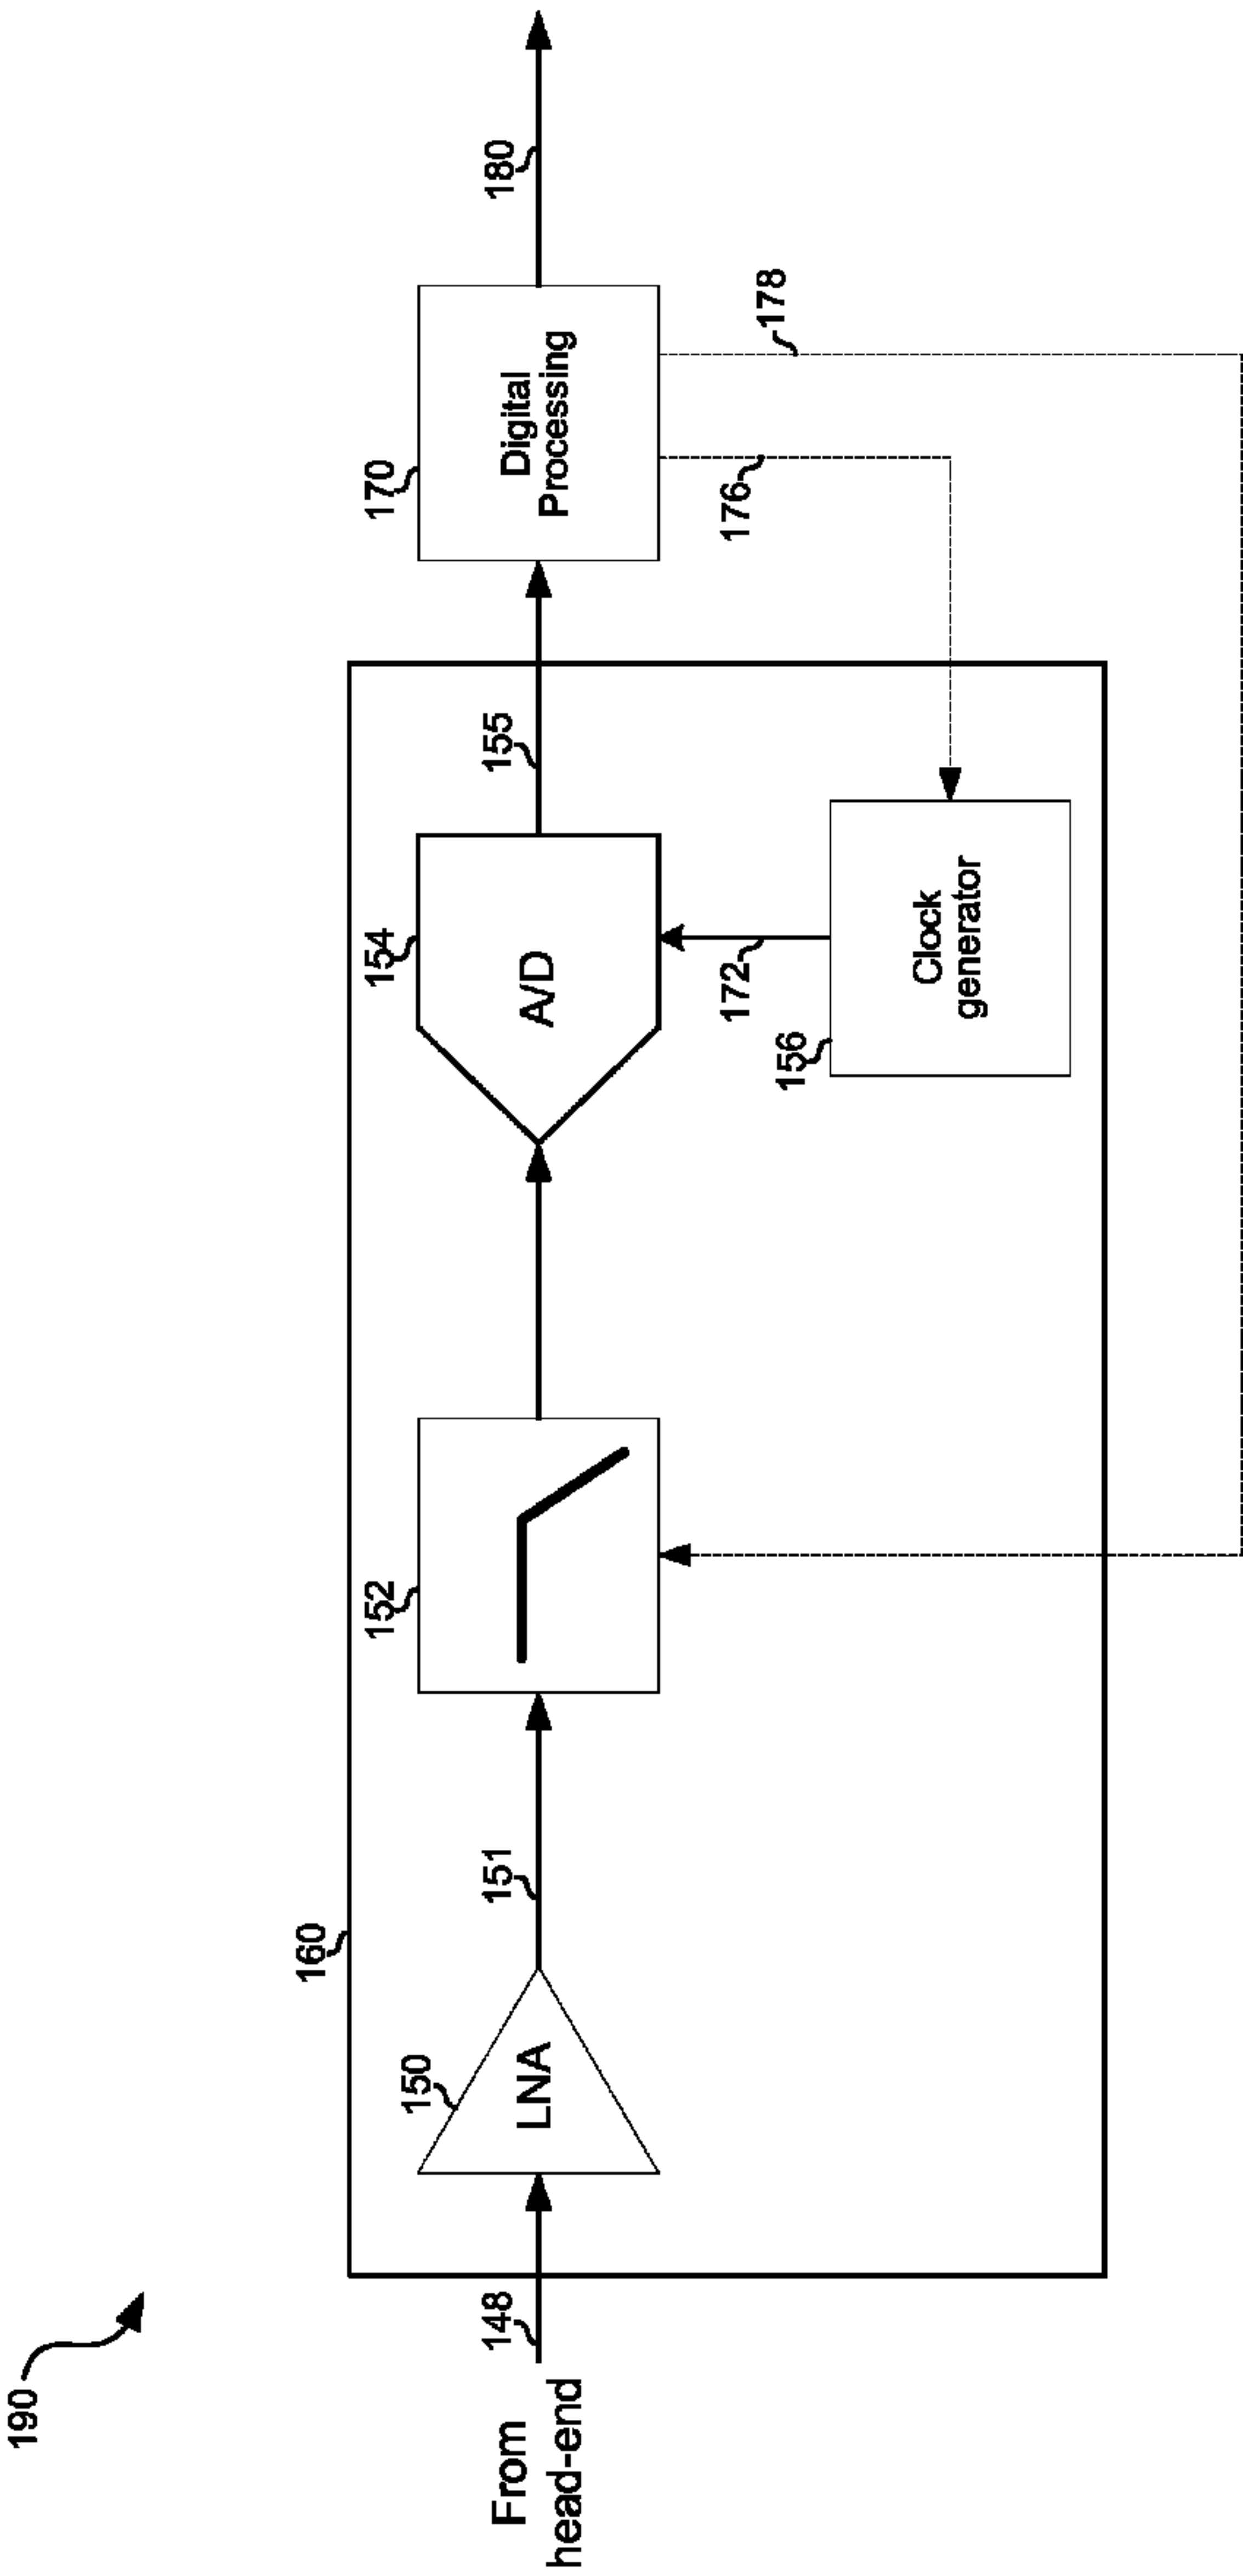 190
From
head-end
148
160
150
LNA
151
152
154
A/D
155
172
156
Clock
generator
170
Digital
Processing
176
178
180